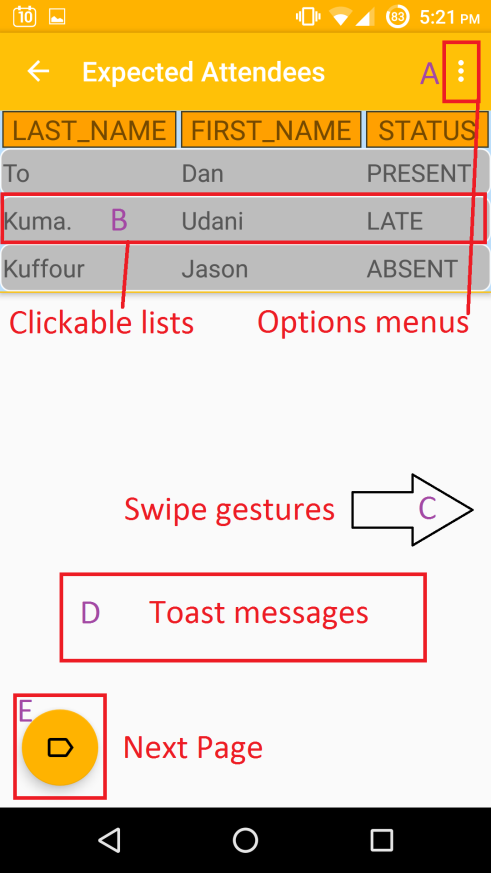 10 83 5:21 PM
Expected Attendees A
LAST_NAME FIRST_NAME STATUS
To Dan PRESENT
Kuma. B Udani LATE
Kuffour Jason ABSENT
Clickable lists Options menus
Swipe gestures C
D Toast messages
E
Next Page